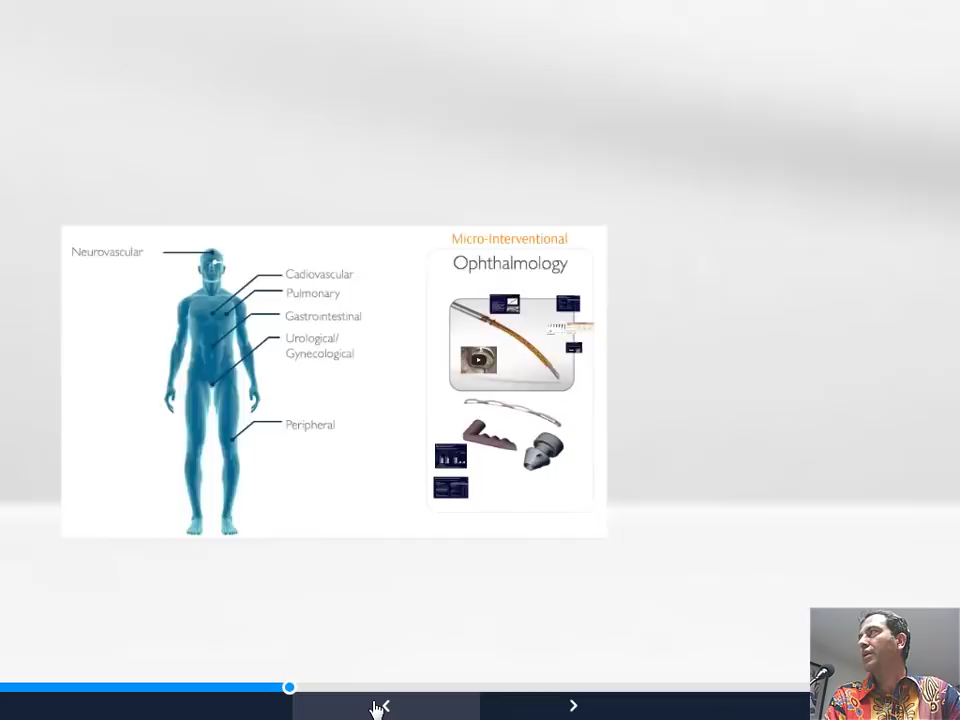 Micro-Interventional
Ophthalmology
Neurovascular
Cadiovascular
Pulmonary
Gastrointestinal
Urological/
Gynecological
Peripheral